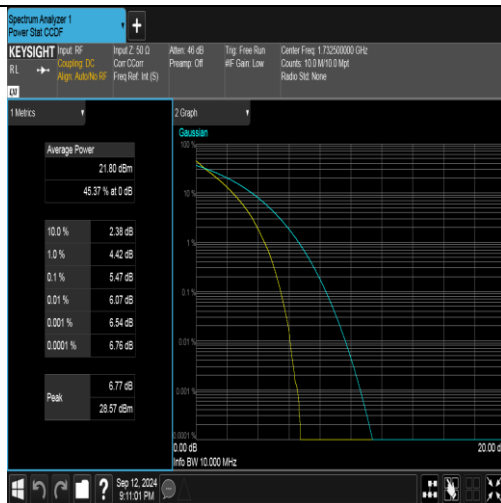 Spectrum Analyzer 1
Power Stat CCDF
+
KEYSIGHT
RL
LXI
Input: RF
Coupling: DC
Align: Auto/No RF
Input Z: 50 Ω
Corr CCorr
Freq Ref: Int (S)
Atten: 46 dB
Preamp: Off
Trig: Free Run
#IF Gain: Low
Center Freq: 1.732500000 GHz
Counts: 10.0 M/10.0 Mpt
Radio Std: None
1 Metrics
Average Power
21.80 dBm
45.37 % at 0 dB
10.0 % 2.38 dB
1.0 % 4.42 dB
0.1 % 5.47 dB
0.01 % 6.07 dB
0.001 % 6.54 dB
0.0001 % 6.76 dB
Peak
6.77 dB
28.57 dBm
2 Graph
Gaussian
100 %
10 %
1 %
0.1 %
0.01 %
0.001 %
0.0001 %
0.00 dB
20.00 d
Info BW 10.000 MHz
?
Sep 12, 2024
9:11:01 PM